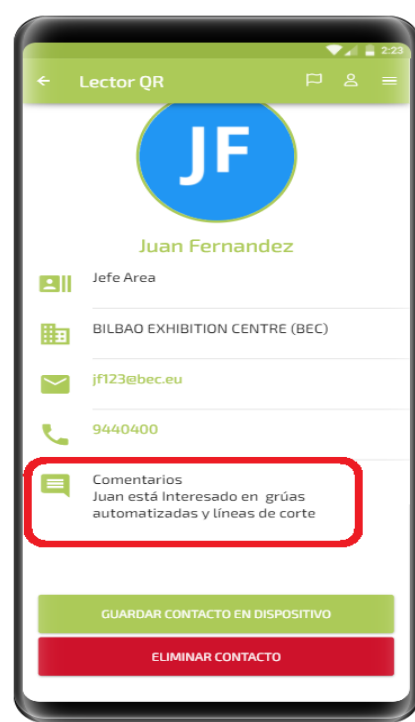 2:23
Lector QR
JF
Juan Fernandez
Jefe Area
BILBAO EXHIBITION CENTRE (BEC)
jf123@bec.eu
9440400
Comentarios
Juan está Interesado en grúas
automatizadas y líneas de corte
GUARDAR CONTACTO EN DISPOSITIVO
ELIMINAR CONTACTO